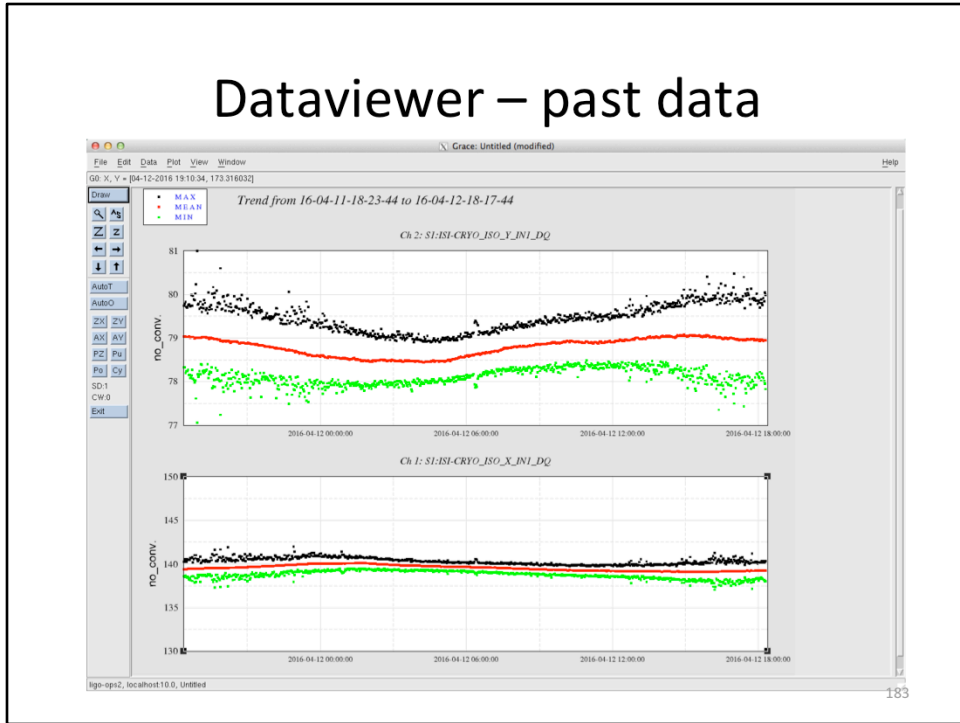 Dataviewer – past data
Grace: Untitled (modified)
File Edit Data Plot View Window Help
G0: X, Y = [04-12-2016 19:10:34, 173.316032]
Draw
AS
Z z
AutoT
AutoO
ZX ZY
AX AY
PZ Pu
Po Cy
SD:1
CW:0
Exit
MAX
MEAN
MIN
Trend from 16-04-11-18-23-44 to 16-04-12-18-17-44
Ch 2: S1:ISI-CRYO_ISO_Y_IN1_DQ
81
80
79
78
77
no_conv.
2016-04-12 00:00:00 2016-04-12 06:00:00 2016-04-12 12:00:00 2016-04-12 18:00:00
Ch 1: S1:ISI-CRYO_ISO_X_IN1_DQ
150
145
140
135
130
no_conv.
2016-04-12 00:00:00 2016-04-12 06:00:00 2016-04-12 12:00:00 2016-04-12 18:00:00
ligo-ops2, localhost:10.0, Untitled
183